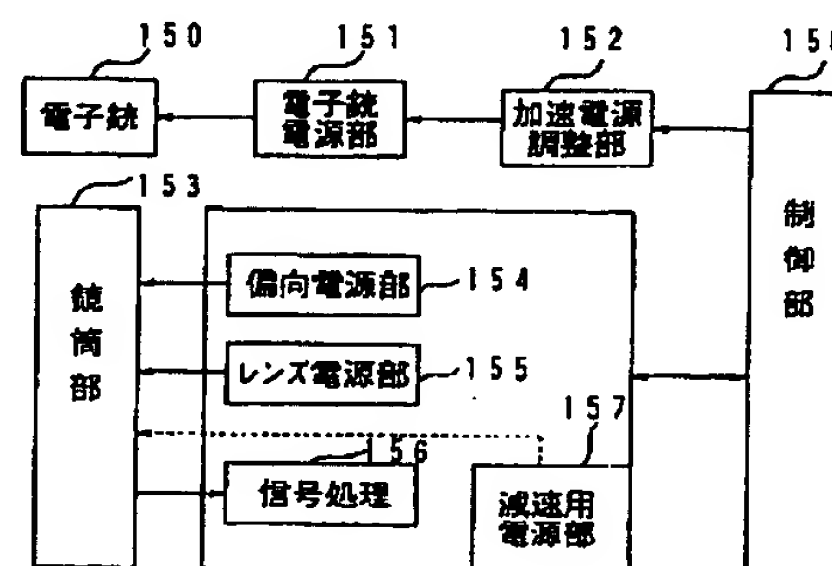 150
151
152
電子銃
電子銃
電源部
加速電源
調整部
153
制
御
部
鏡
筒
部
偏向電源部
154
レンズ電源部
155
157
156
信号処理
減速用
電源部